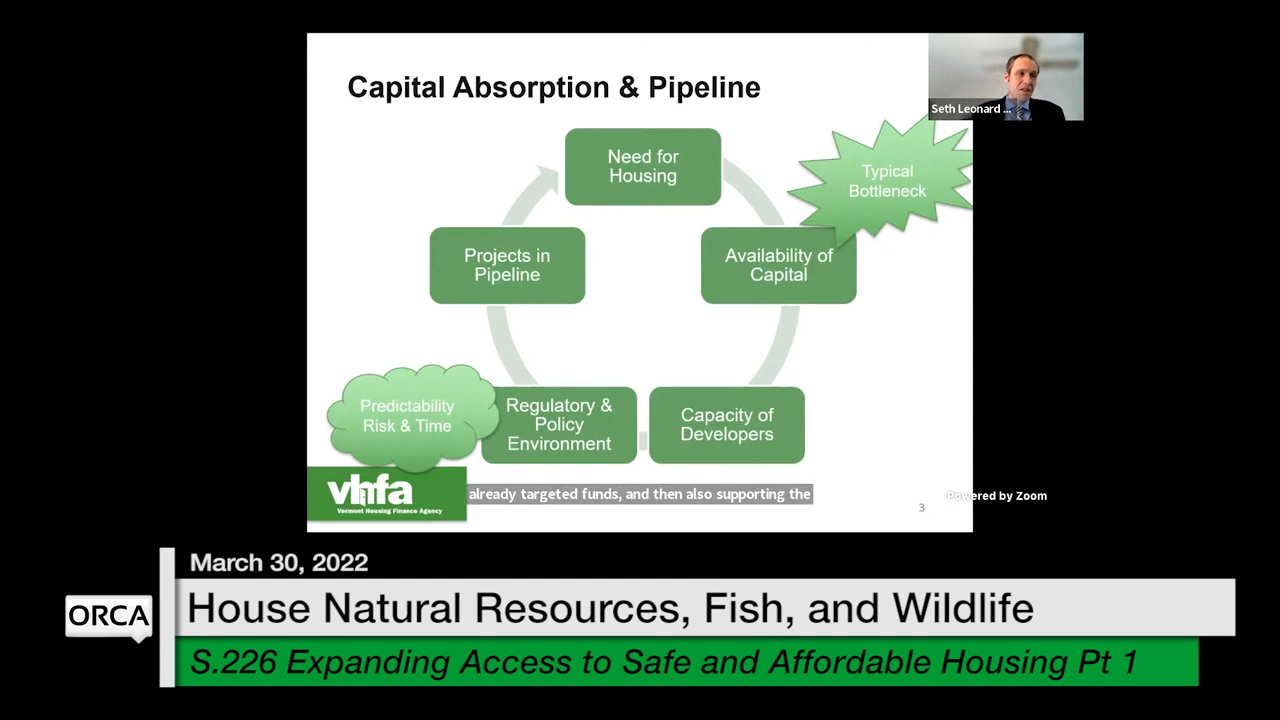 Capital Absorption & Pipeline
Seth Leonard ...
Need for
Housing
Typical
Bottleneck
Projects in
Pipeline
Availability of
Capital
Predictability
Risk & Time
Regulatory &
Policy
Environment
Capacity of
Developers
vhfa
Vermont Housing Finance Agency
already targeted funds, and then also supporting the
Powered by Zoom
3
March 30, 2022
ORCA
House Natural Resources, Fish, and Wildlife
S.226 Expanding Access to Safe and Affordable Housing Pt 1